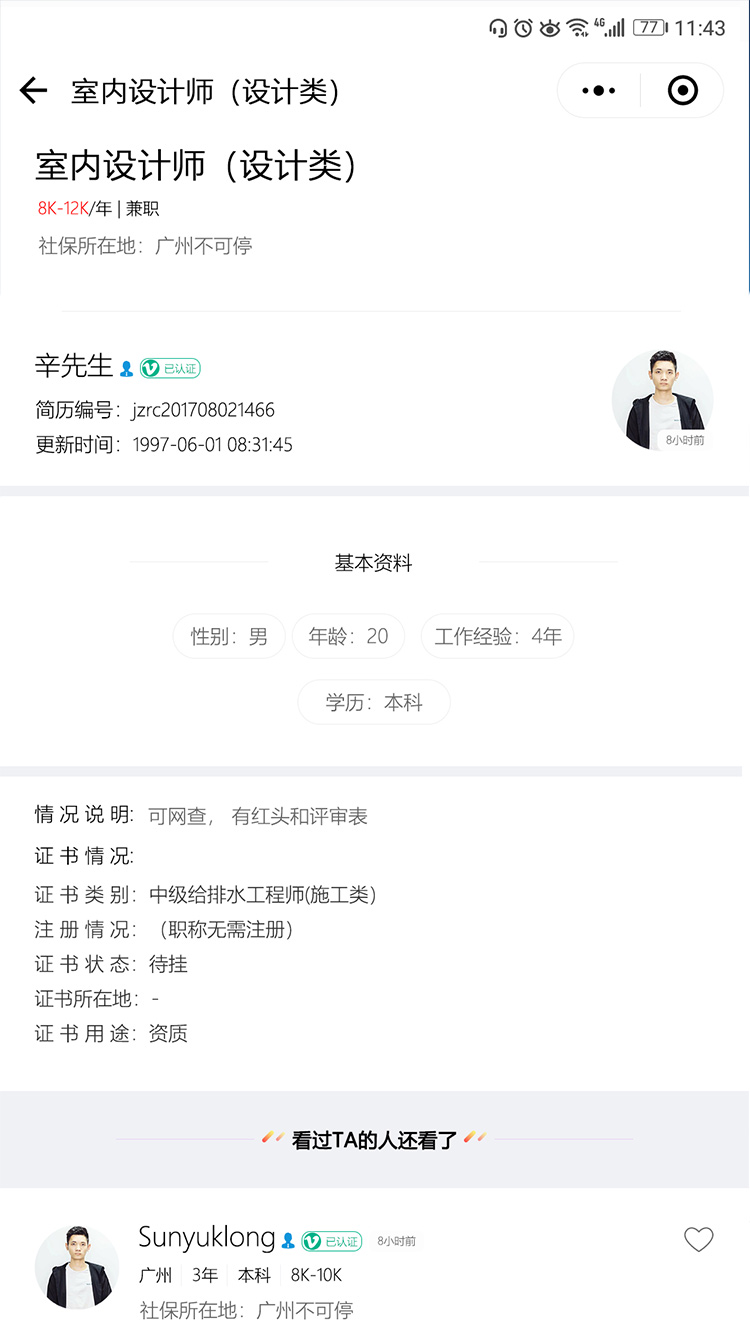 4G 77 11:43
室内设计师（设计类）
室内设计师（设计类）
8K-12K/年 | 兼职
社保所在地：广州不可停
辛先生 已认证
简历编号：jzrc201708021466
更新时间：1997-06-01 08:31:45
8小时前
基本资料
性别：男 年龄：20 工作经验：4年
学历：本科
情况说明: 可网查， 有红头和评审表
证书情况:
证书类别：中级给排水工程师(施工类）
注册情况：（职称无需注册）
证书状态：待挂
证书所在地：-
证书用途：资质
看过TA的人还看了
Sunyuklong 已认证 8小时前
广州 3年 本科 8K-10K
社保所在地：广州不可停